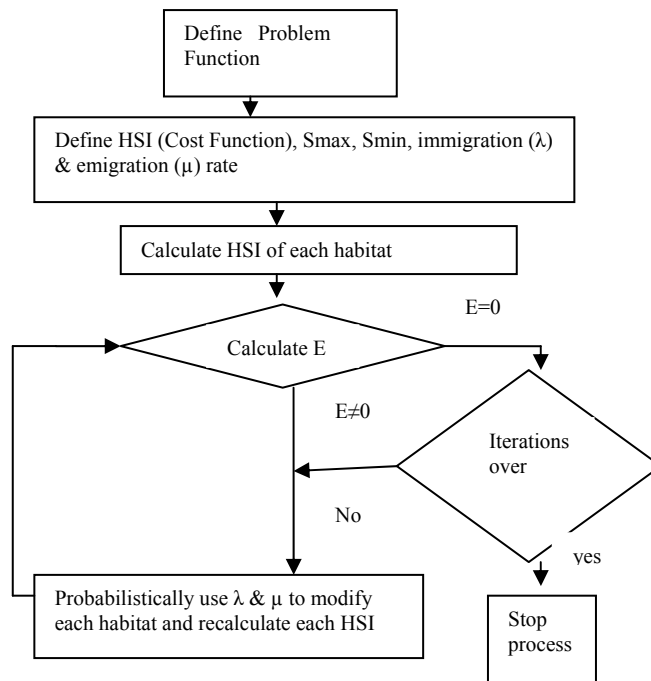 Define Problem
Function
Define HSI (Cost Function), Smax, Smin, immigration (λ)
& emigration (µ) rate
Calculate HSI of each habitat
E=0
Calculate E
E≠0
Iterations
over
No
yes
Probabilistically use λ & µ to modify
each habitat and recalculate each HSI
Stop
process